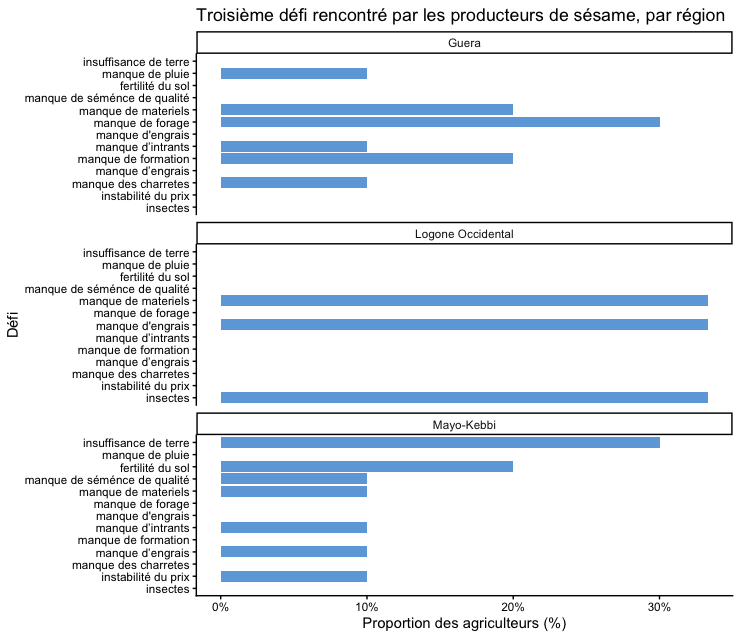 Troisième défi rencontré par les producteurs de sésame, par région
Guera
insuffisance de terre
manque de pluie
fertilité du sol
manque de séménce de qualité
manque de materiels
manque de forage
manque d'engrais
manque d'intrants
manque de formation
manque d’engrais
manque des charretes
instabilité du prix
insectes
Logone Occidental
insuffisance de terre
manque de pluie
fertilité du sol
manque de séménce de qualité
manque de materiels
manque de forage
manque d'engrais
manque d'intrants
manque de formation
manque d’engrais
manque des charretes
instabilité du prix
insectes
Mayo-Kebbi
insuffisance de terre
manque de pluie
fertilité du sol
manque de séménce de qualité
manque de materiels
manque de forage
manque d'engrais
manque d'intrants
manque de formation
manque d’engrais
manque des charretes
instabilité du prix
insectes
Défi
0% 10% 20% 30%
Proportion des agriculteurs (%)